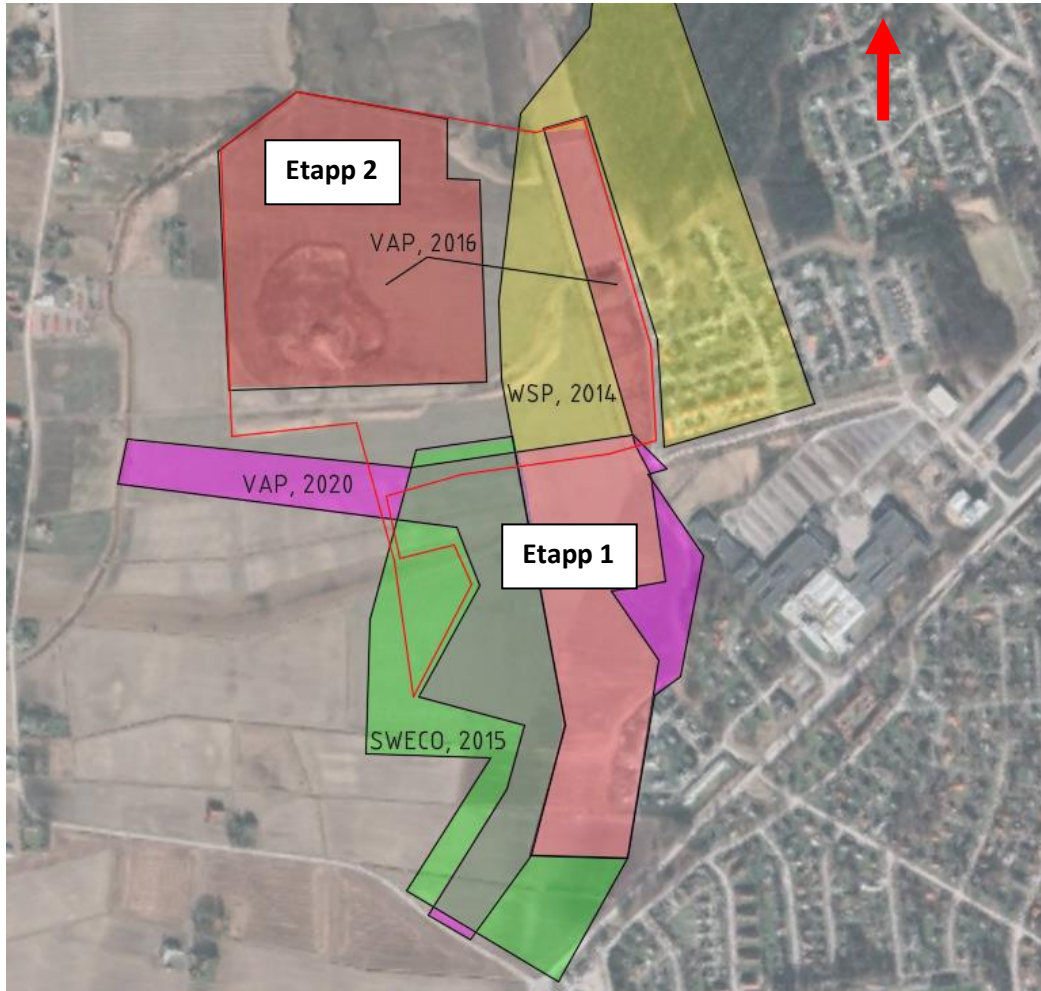 Etapp 2
VAP, 2016
WSP, 2014
VAP, 2020
Etapp 1
SWECO, 2015